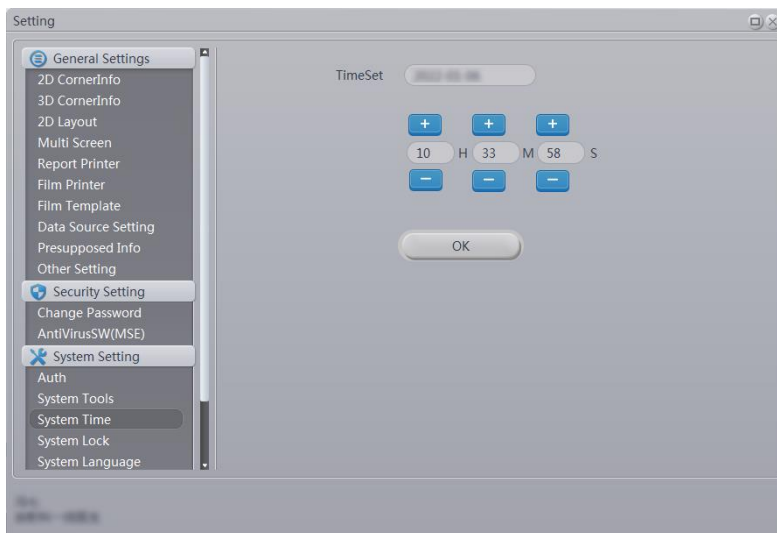 Setting
General Settings
2D CornerInfo
3D CornerInfo
2D Layout
Multi Screen
Report Printer
Film Printer
Film Template
Data Source Setting
Presupposed Info
Other Setting
Security Setting
Change Password
AntiVirusSW(MSE)
System Setting
Auth
System Tools
System Time
System Lock
System Language
TimeSet
+ + +
10 H 33 M 58 S
− − −
OK